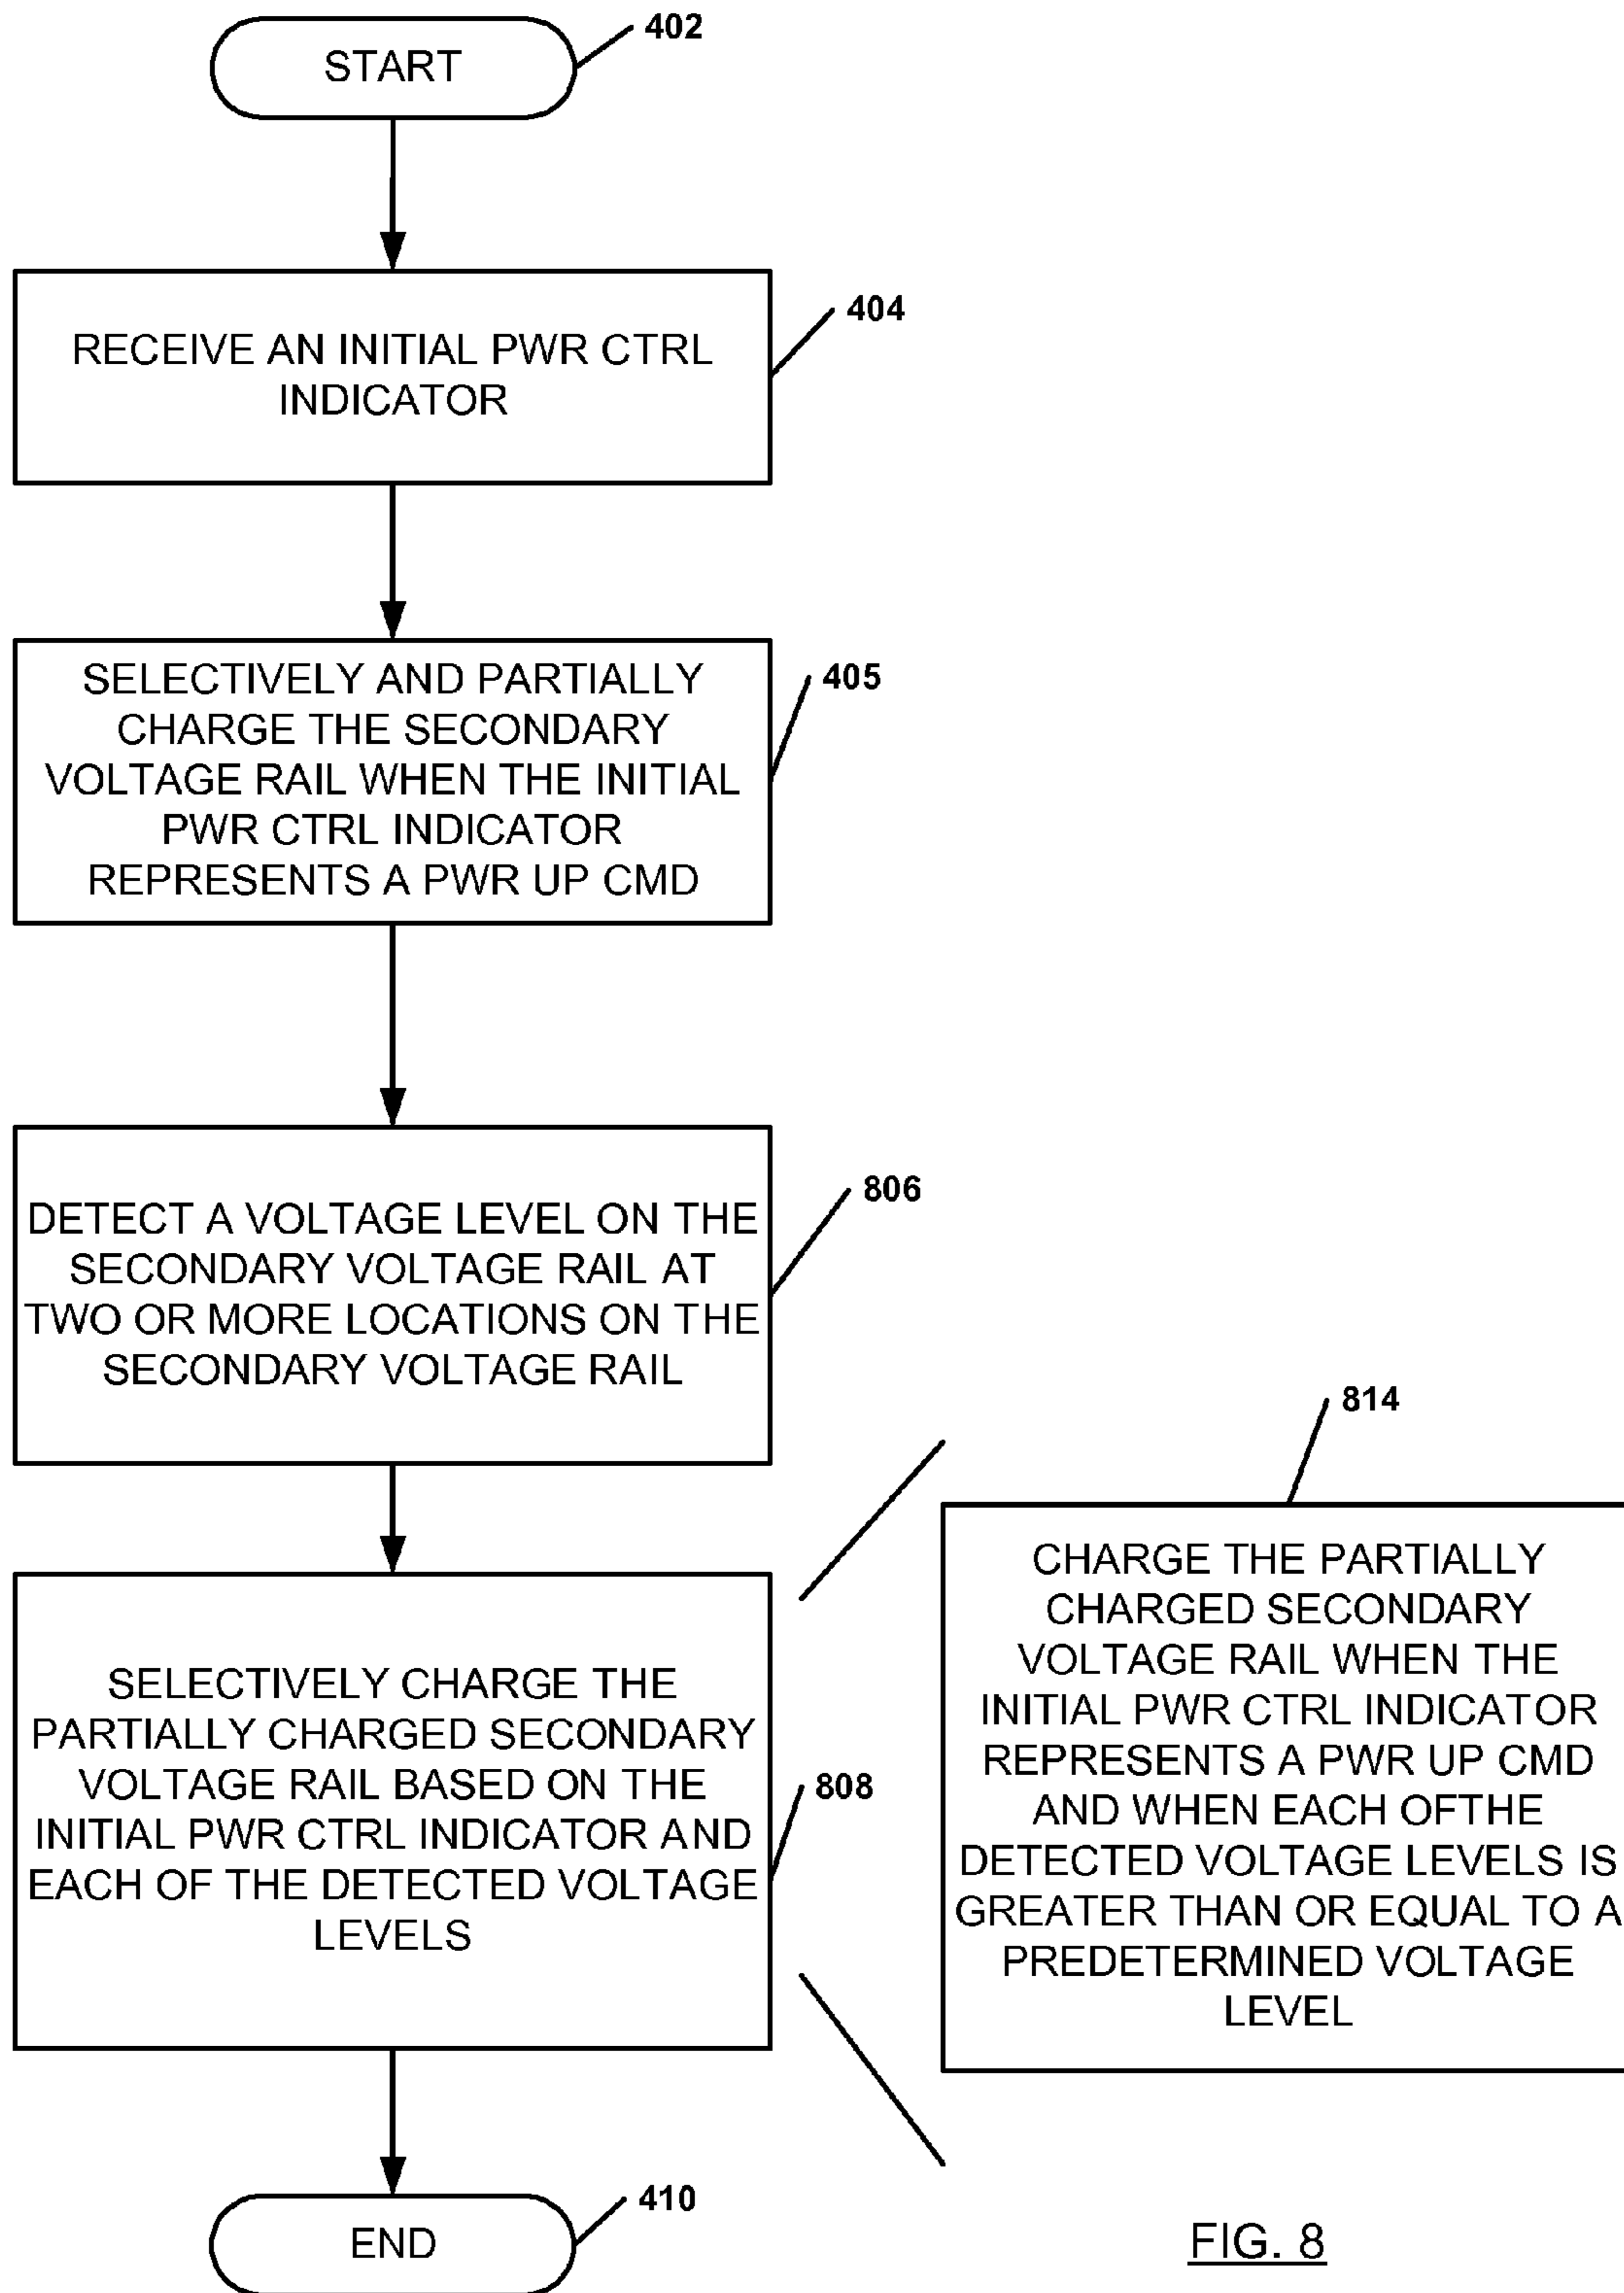 START
402
RECEIVE AN INITIAL PWR CTRL
INDICATOR
404
SELECTIVELY AND PARTIALLY
CHARGE THE SECONDARY
VOLTAGE RAIL WHEN THE INITIAL
PWR CTRL INDICATOR
REPRESENTS A PWR UP CMD
405
DETECT A VOLTAGE LEVEL ON THE
SECONDARY VOLTAGE RAIL AT
TWO OR MORE LOCATIONS ON THE
SECONDARY VOLTAGE RAIL
806
SELECTIVELY CHARGE THE
PARTIALLY CHARGED SECONDARY
VOLTAGE RAIL BASED ON THE
INITIAL PWR CTRL INDICATOR AND
EACH OF THE DETECTED VOLTAGE
LEVELS
808
814
CHARGE THE PARTIALLY
CHARGED SECONDARY
VOLTAGE RAIL WHEN THE
INITIAL PWR CTRL INDICATOR
REPRESENTS A PWR UP CMD
AND WHEN EACH OFTHE
DETECTED VOLTAGE LEVELS IS
GREATER THAN OR EQUAL TO A
PREDETERMINED VOLTAGE
LEVEL
END
410
FIG. 8